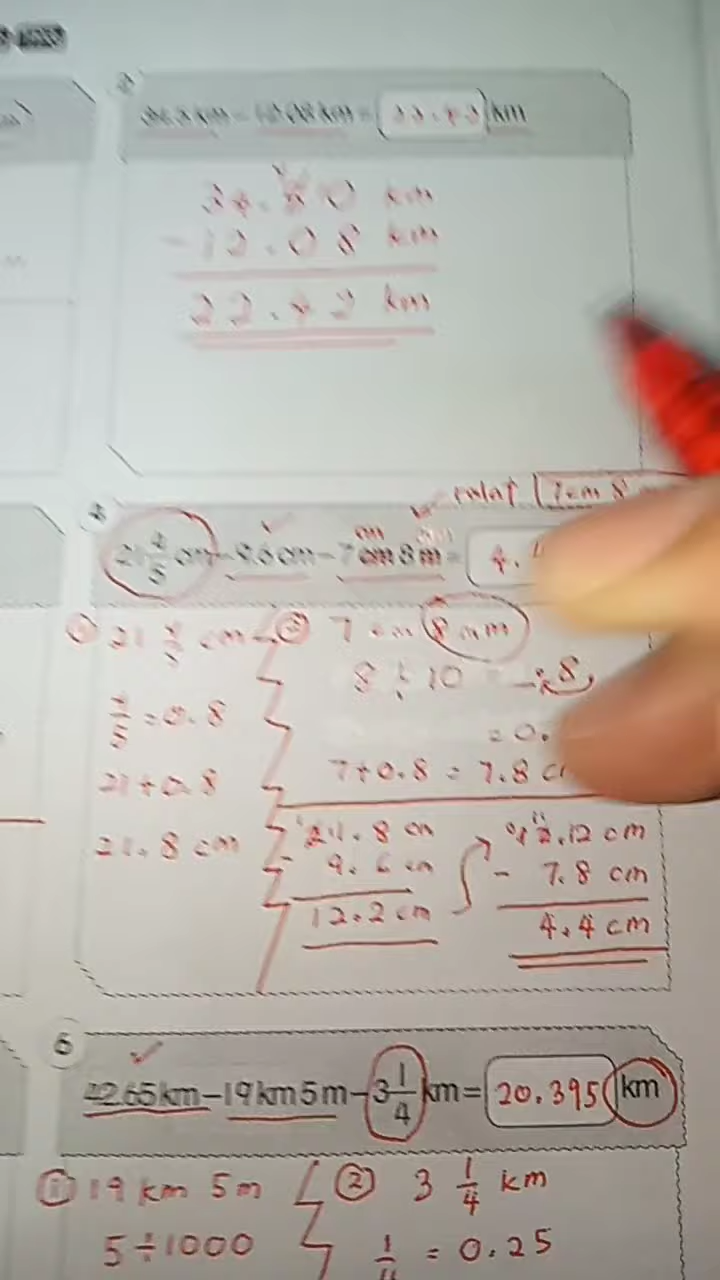 km - 12.08 km = 22.42 km
34.50 km
- 12.08 km
22.42 km
4
21 4/5 cm - 9.6 cm - 7 cm 8 m = 4.
① 21 4/5 cm
4/5 = 0.8
21 + 0.8
21.8 cm
② 7 cm 8 mm
8 ÷ 10
= 0.
7 + 0.8 = 7.8
21.8 cm
- 9.6 cm
12.2 cm
12.12 cm
- 7.8 cm
4.4 cm
6
42.65 km - 19 km 5 m - 3 1/4 km = 20.395 km
① 19 km 5 m
5 ÷ 1000
② 3 1/4 km
1/4 = 0.25